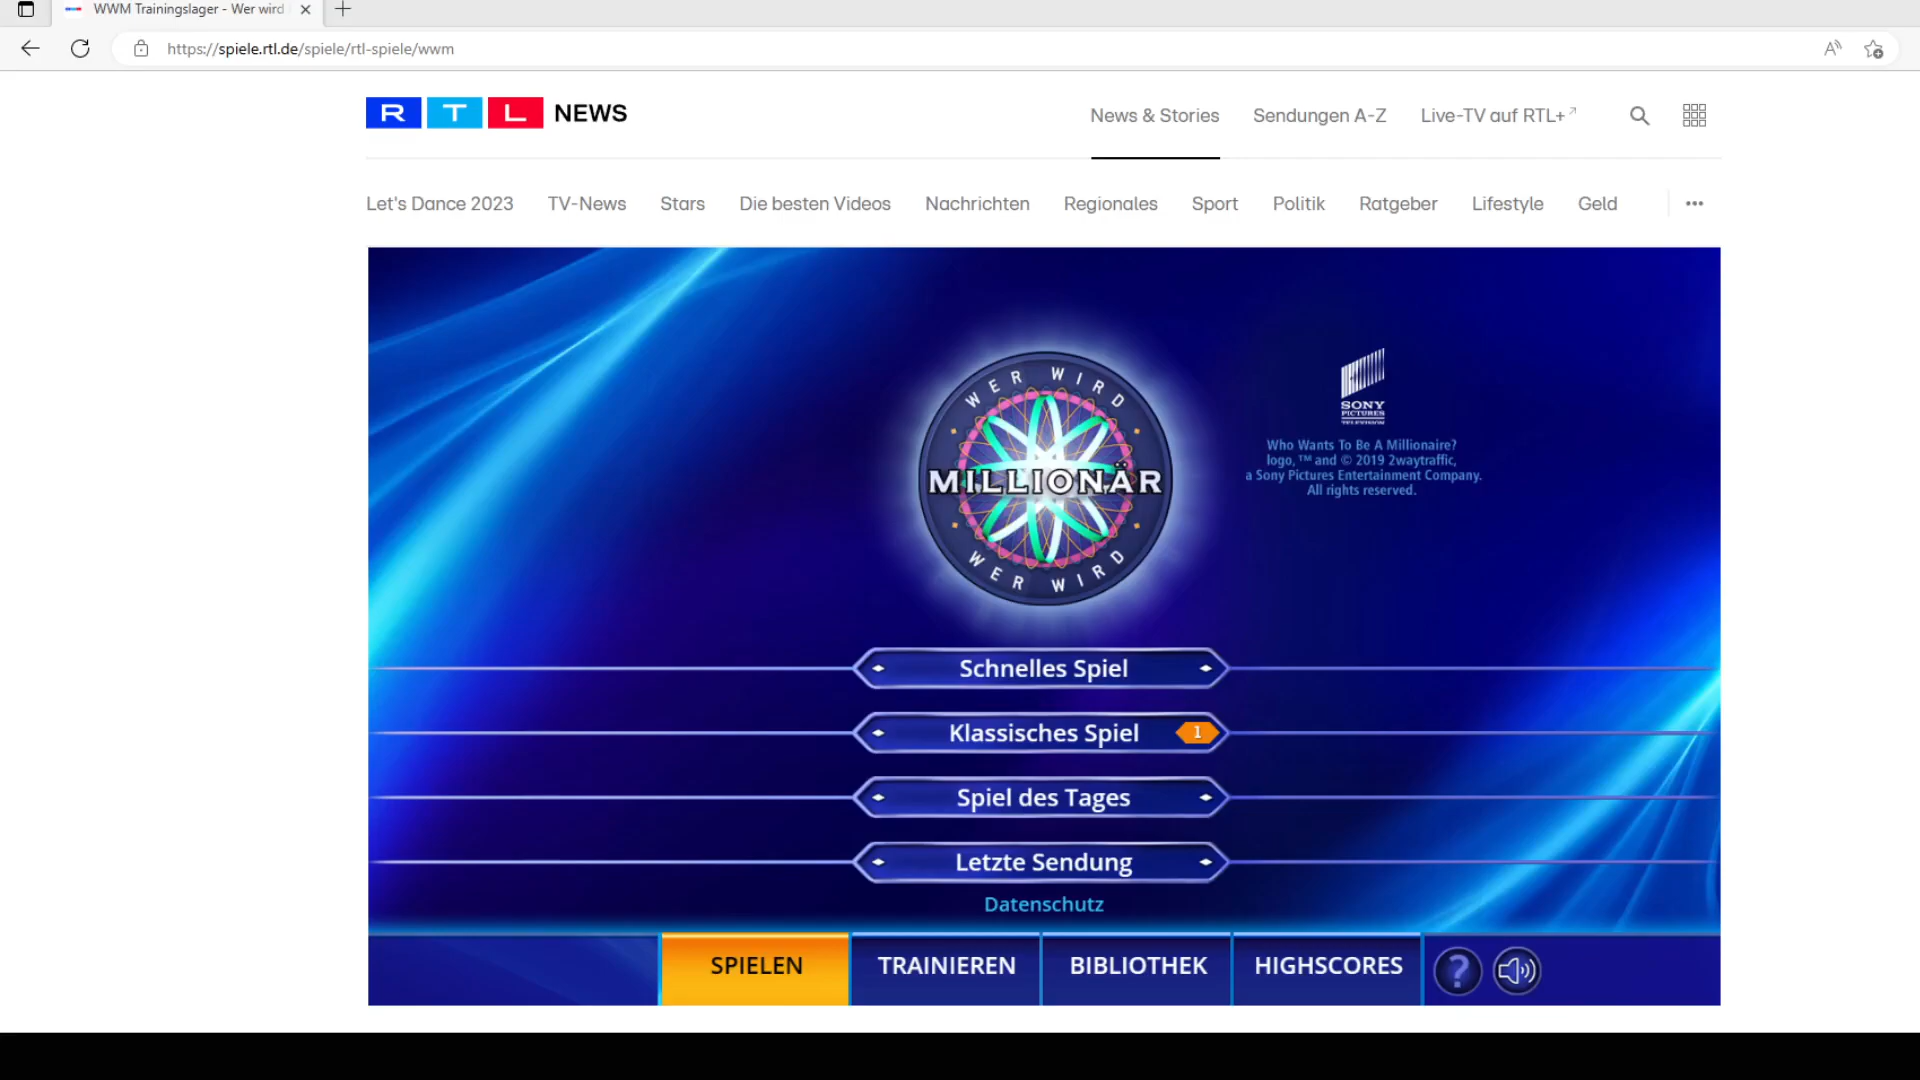 WWM Trainingslager - Wer wird
https://spiele.rtl.de/spiele/rtl-spiele/wwm
RTL NEWS
News & Stories
Sendungen A-Z
Live-TV auf RTL+
Let's Dance 2023
TV-News
Stars
Die besten Videos
Nachrichten
Regionales
Sport
Politik
Ratgeber
Lifestyle
Geld
WER WIRD
MILLIONÄR
WER WIRD
SONY
PICTURES
TELEVISION
Who Wants To Be A Millionaire?
logo, ™ and © 2019 2waytraffic,
a Sony Pictures Entertainment Company.
All rights reserved.
Schnelles Spiel
Klassisches Spiel 1
Spiel des Tages
Letzte Sendung
Datenschutz
SPIELEN
TRAINIEREN
BIBLIOTHEK
HIGHSCORES
?